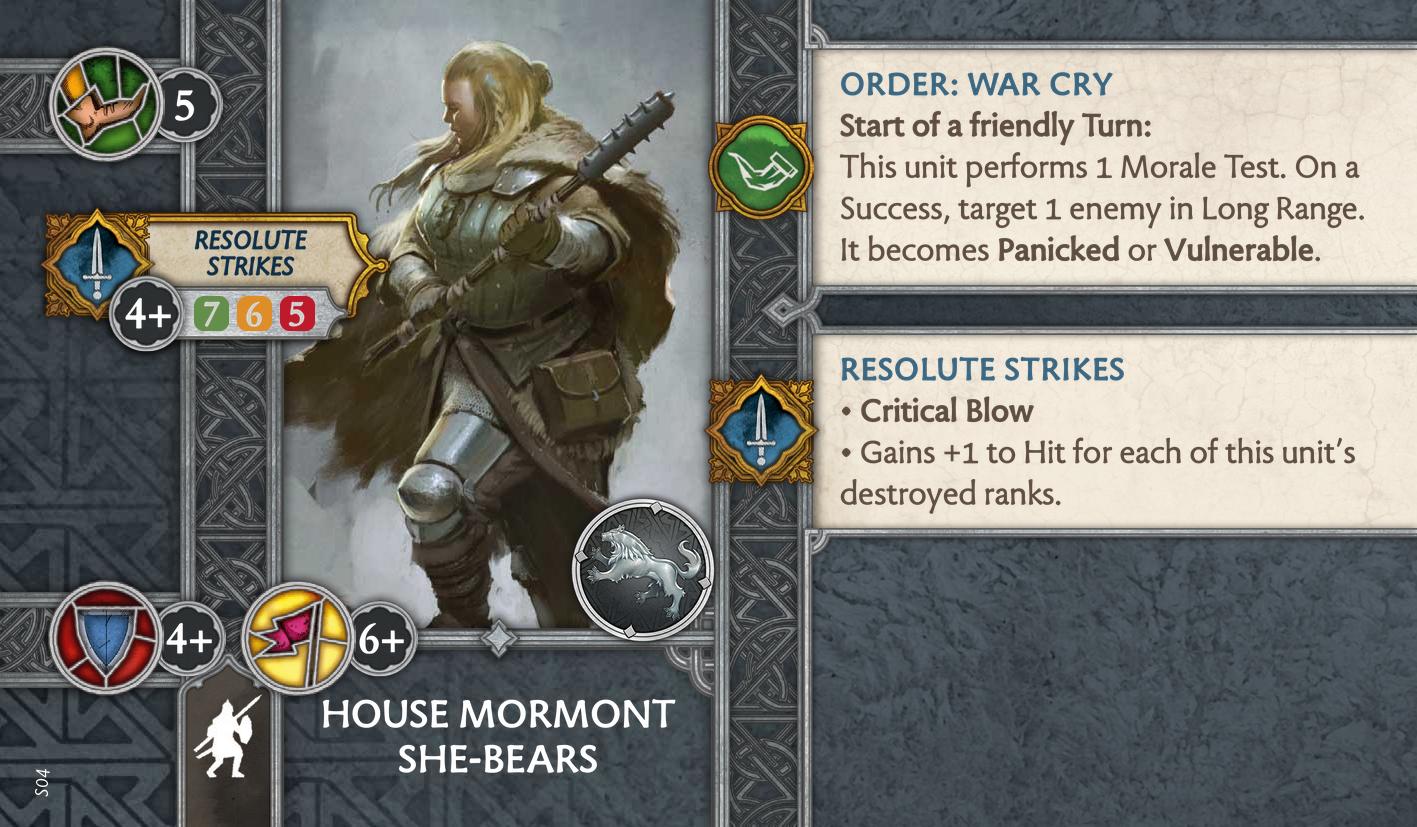 5
RESOLUTE
STRIKES
4+ 7 6 5
4+ 6+
HOUSE MORMONT
SHE-BEARS
S04
ORDER: WAR CRY
Start of a friendly Turn:
This unit performs 1 Morale Test. On a
Success, target 1 enemy in Long Range.
It becomes Panicked or Vulnerable.
RESOLUTE STRIKES
• Critical Blow
• Gains +1 to Hit for each of this unit's
destroyed ranks.